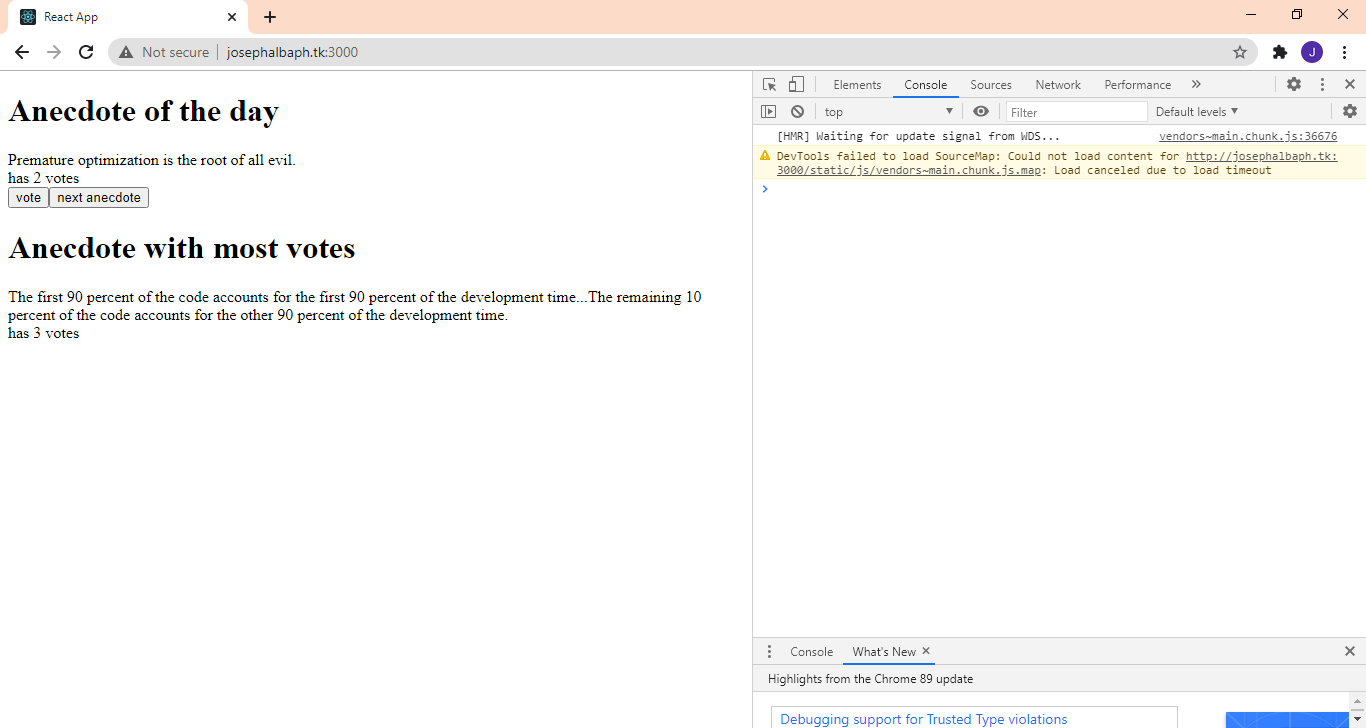 React App
Not secure
josephalbaph.tk:3000
J
Anecdote of the day
Premature optimization is the root of all evil.
has 2 votes
vote
next anecdote
Anecdote with most votes
The first 90 percent of the code accounts for the first 90 percent of the development time...The remaining 10
percent of the code accounts for the other 90 percent of the development time.
has 3 votes
Elements Console Sources Network Performance
top
Filter
Default levels
[HMR] Waiting for update signal from WDS... vendors~main.chunk.js:36676
DevTools failed to load SourceMap: Could not load content for http://josephalbaph.tk:
3000/static/js/vendors~main.chunk.js.map: Load canceled due to load timeout
Console What's New
Highlights from the Chrome 89 update
Debugging support for Trusted Type violations